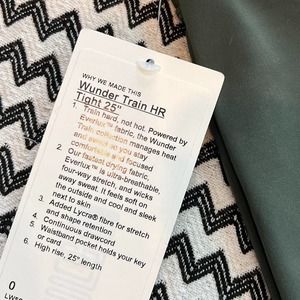 WHY WE MADE THIS
Wunder Train HR
Tight 25"
1. Train hard, not hot. Powered by
Everlux™ fabric, the Wunder
Train collection manages heat
and sweat so you stay
comfortable and focused
2. Our fastest drying fabric,
Everlux™ is ultra-breathable,
four-way stretch, and wicks
away sweat. It feels soft on
the outside and cool and sleek
next to skin
3. Added Lycra® fibre for stretch
and shape retention
4. Continuous drawcord
5. Waistband pocket holds your key
or card
6. High rise, 25" length
0